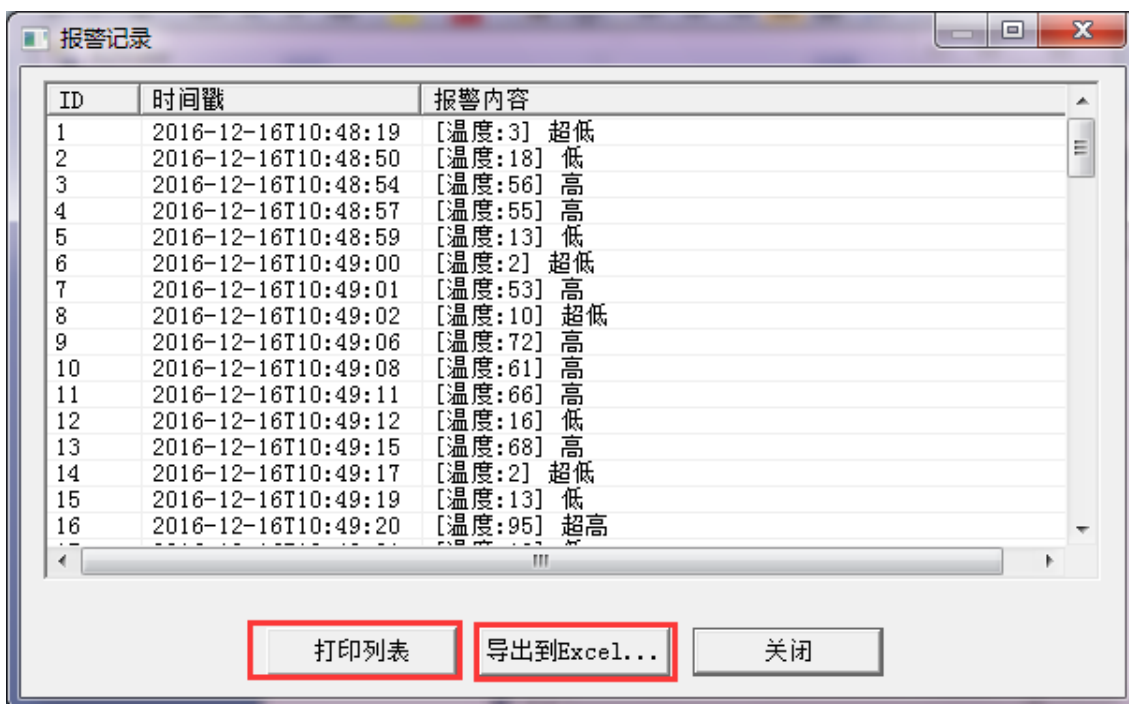 报警记录
ID 时间戳 报警内容
1 2016-12-16T10:48:19 [温度:3] 超低
2 2016-12-16T10:48:50 [温度:18] 低
3 2016-12-16T10:48:54 [温度:56] 高
4 2016-12-16T10:48:57 [温度:55] 高
5 2016-12-16T10:48:59 [温度:13] 低
6 2016-12-16T10:49:00 [温度:2] 超低
7 2016-12-16T10:49:01 [温度:53] 高
8 2016-12-16T10:49:02 [温度:10] 超低
9 2016-12-16T10:49:06 [温度:72] 高
10 2016-12-16T10:49:08 [温度:61] 高
11 2016-12-16T10:49:11 [温度:66] 高
12 2016-12-16T10:49:12 [温度:16] 低
13 2016-12-16T10:49:15 [温度:68] 高
14 2016-12-16T10:49:17 [温度:2] 超低
15 2016-12-16T10:49:19 [温度:13] 低
16 2016-12-16T10:49:20 [温度:95] 超高
打印列表 导出到Excel... 关闭